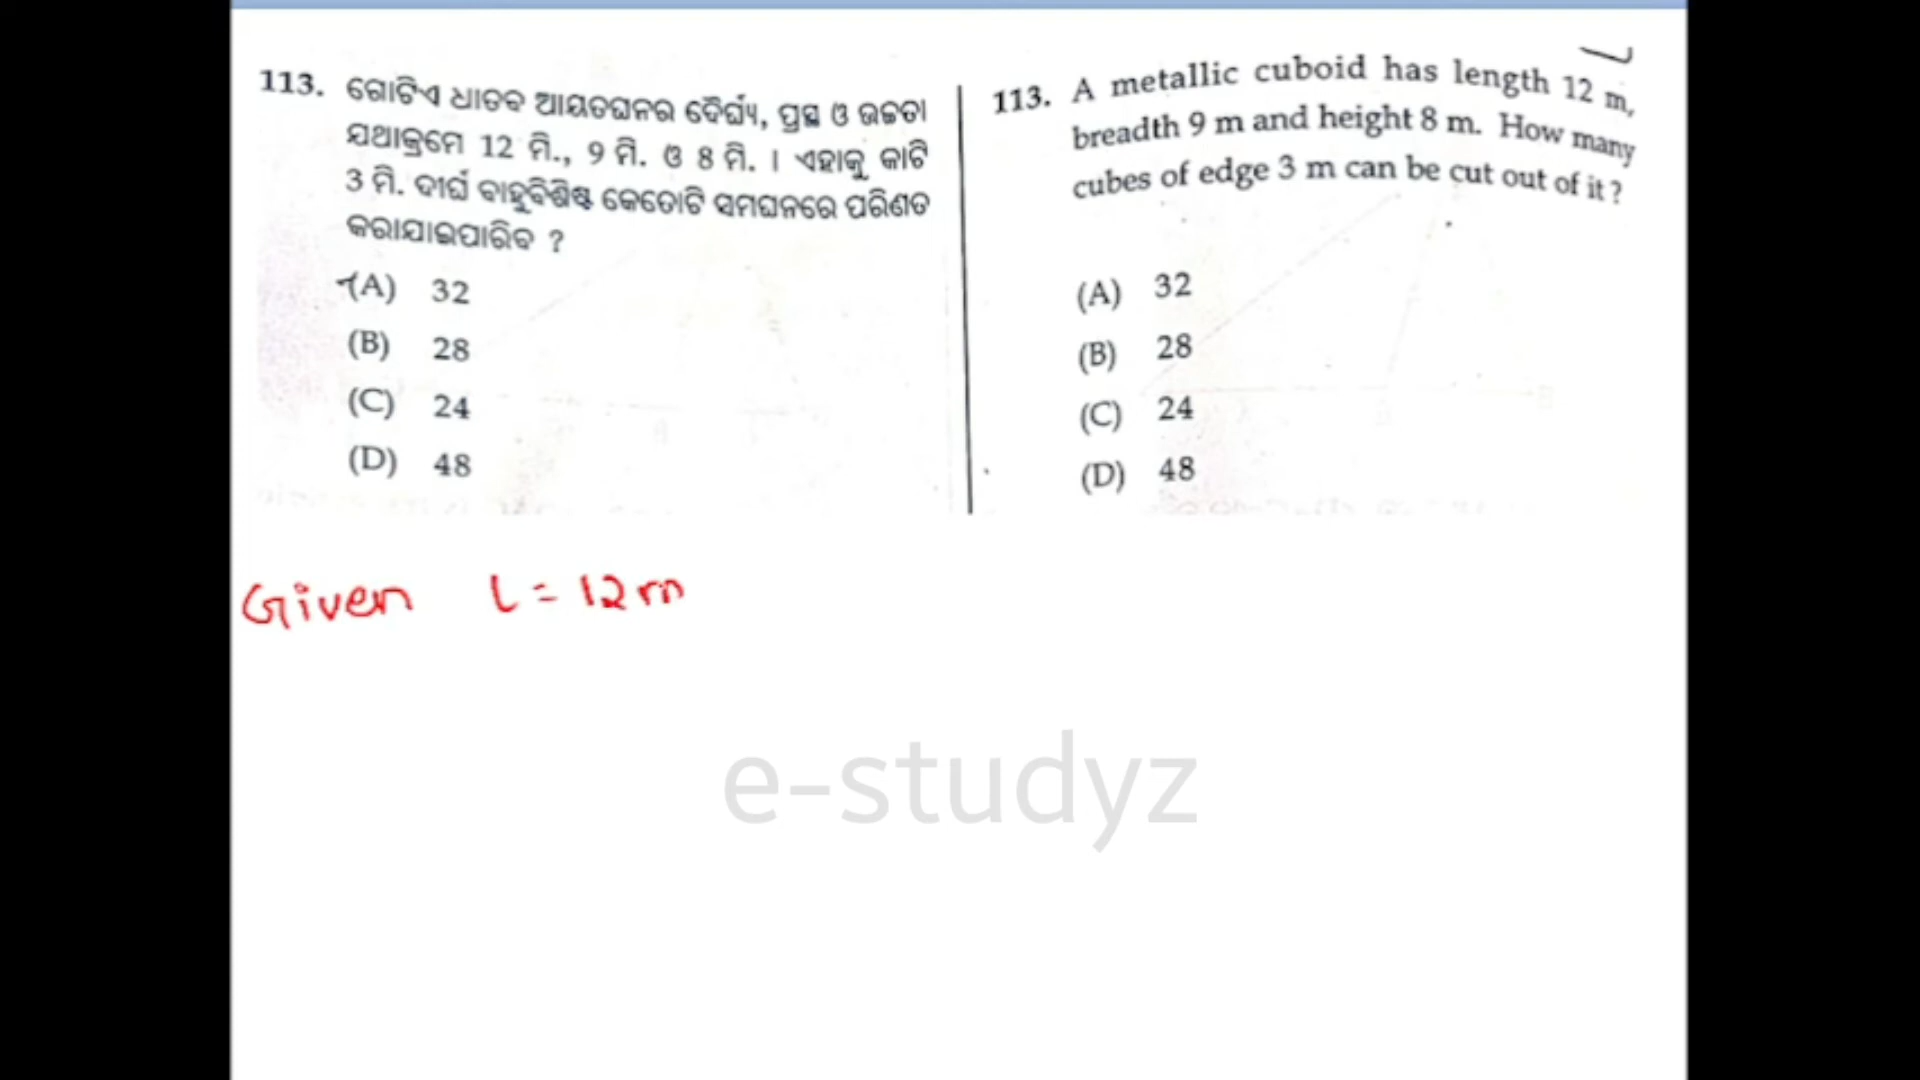 113. ଗୋଟିଏ ଧାତବ ଆୟତଘନର ଦୈର୍ଘ୍ୟ, ପ୍ରସ୍ଥ ଓ ଉଚ୍ଚତା
ଯଥାକ୍ରମେ 12 ମି., 9 ମି. ଓ 8 ମି. । ଏହାକୁ କାଟି
3 ମି. ଦୀର୍ଘ ବାହୁବିଶିଷ୍ଟ କେତୋଟି ସମଘନରେ ପରିଣତ
କରାଯାଇପାରିବ ?
(A) 32
(B) 28
(C) 24
(D) 48
113. A metallic cuboid has length 12 m,
breadth 9 m and height 8 m. How many
cubes of edge 3 m can be cut out of it ?
(A) 32
(B) 28
(C) 24
(D) 48
Given l = 12 m
e-studyz